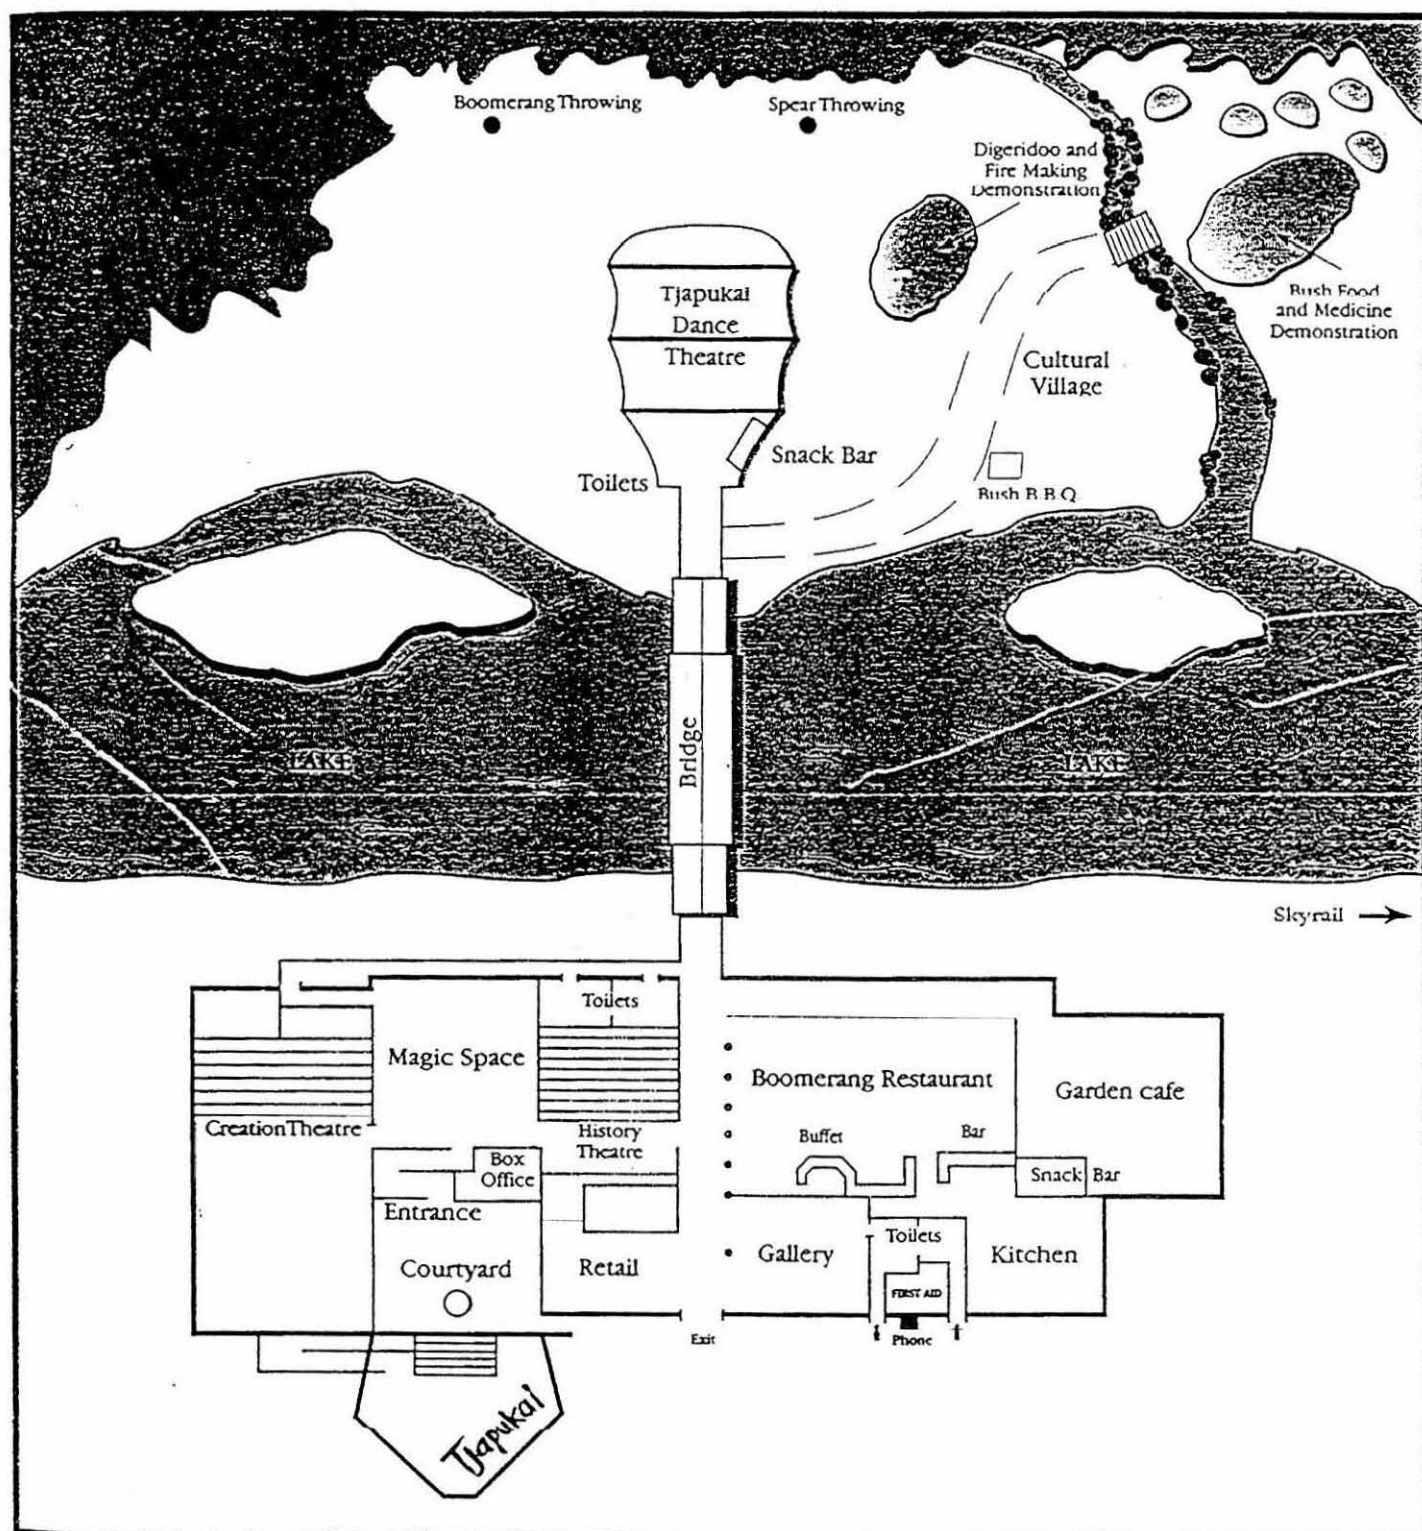 Boomerang Throwing
Spear Throwing
Digeridoo and
Fire Making
Demonstration
Tjapukai
Dance
Theatre
Bush Food
and Medicine
Demonstration
Cultural
Village
Snack Bar
Toilets
Bush B.B.Q.
LAKE
Bridge
LAKE
Skyrail
Toilets
Magic Space
Boomerang Restaurant
Garden cafe
Creation Theatre
History
Theatre
Buffet
Bar
Box
Office
Snack Bar
Entrance
Toilets
Courtyard
Retail
Gallery
Kitchen
FIRST AID
Exit
Phone
Tjapukai